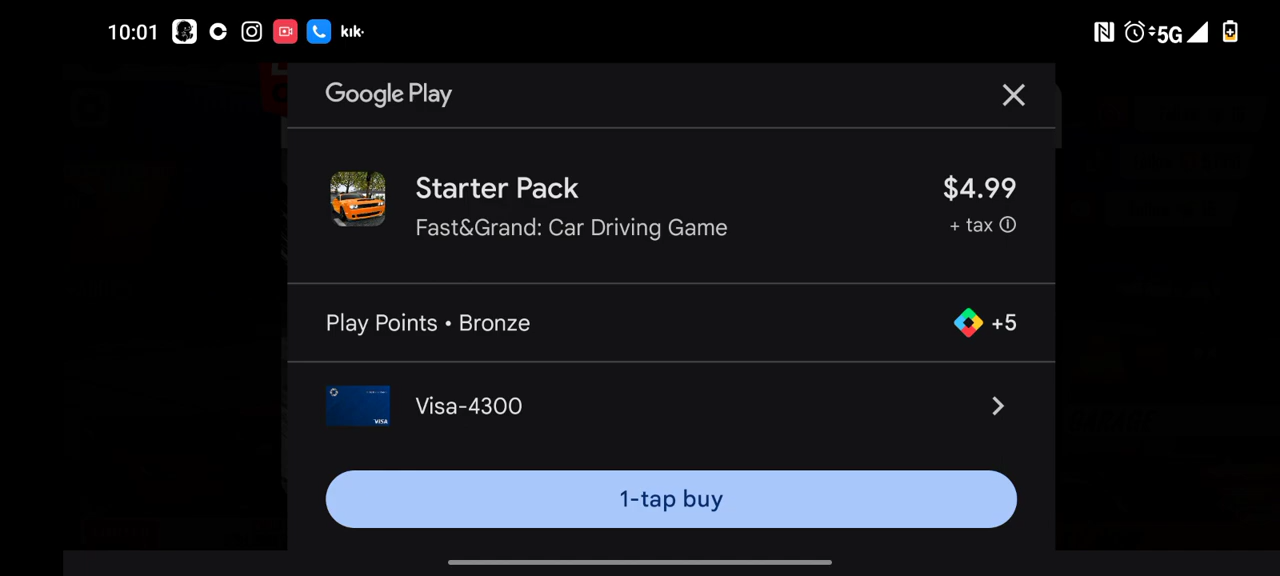 10:01
kik.
5G
Google Play
Starter Pack
$4.99
Fast&Grand: Car Driving Game
+ tax
Play Points • Bronze
+5
VISA
Visa-4300
1-tap buy